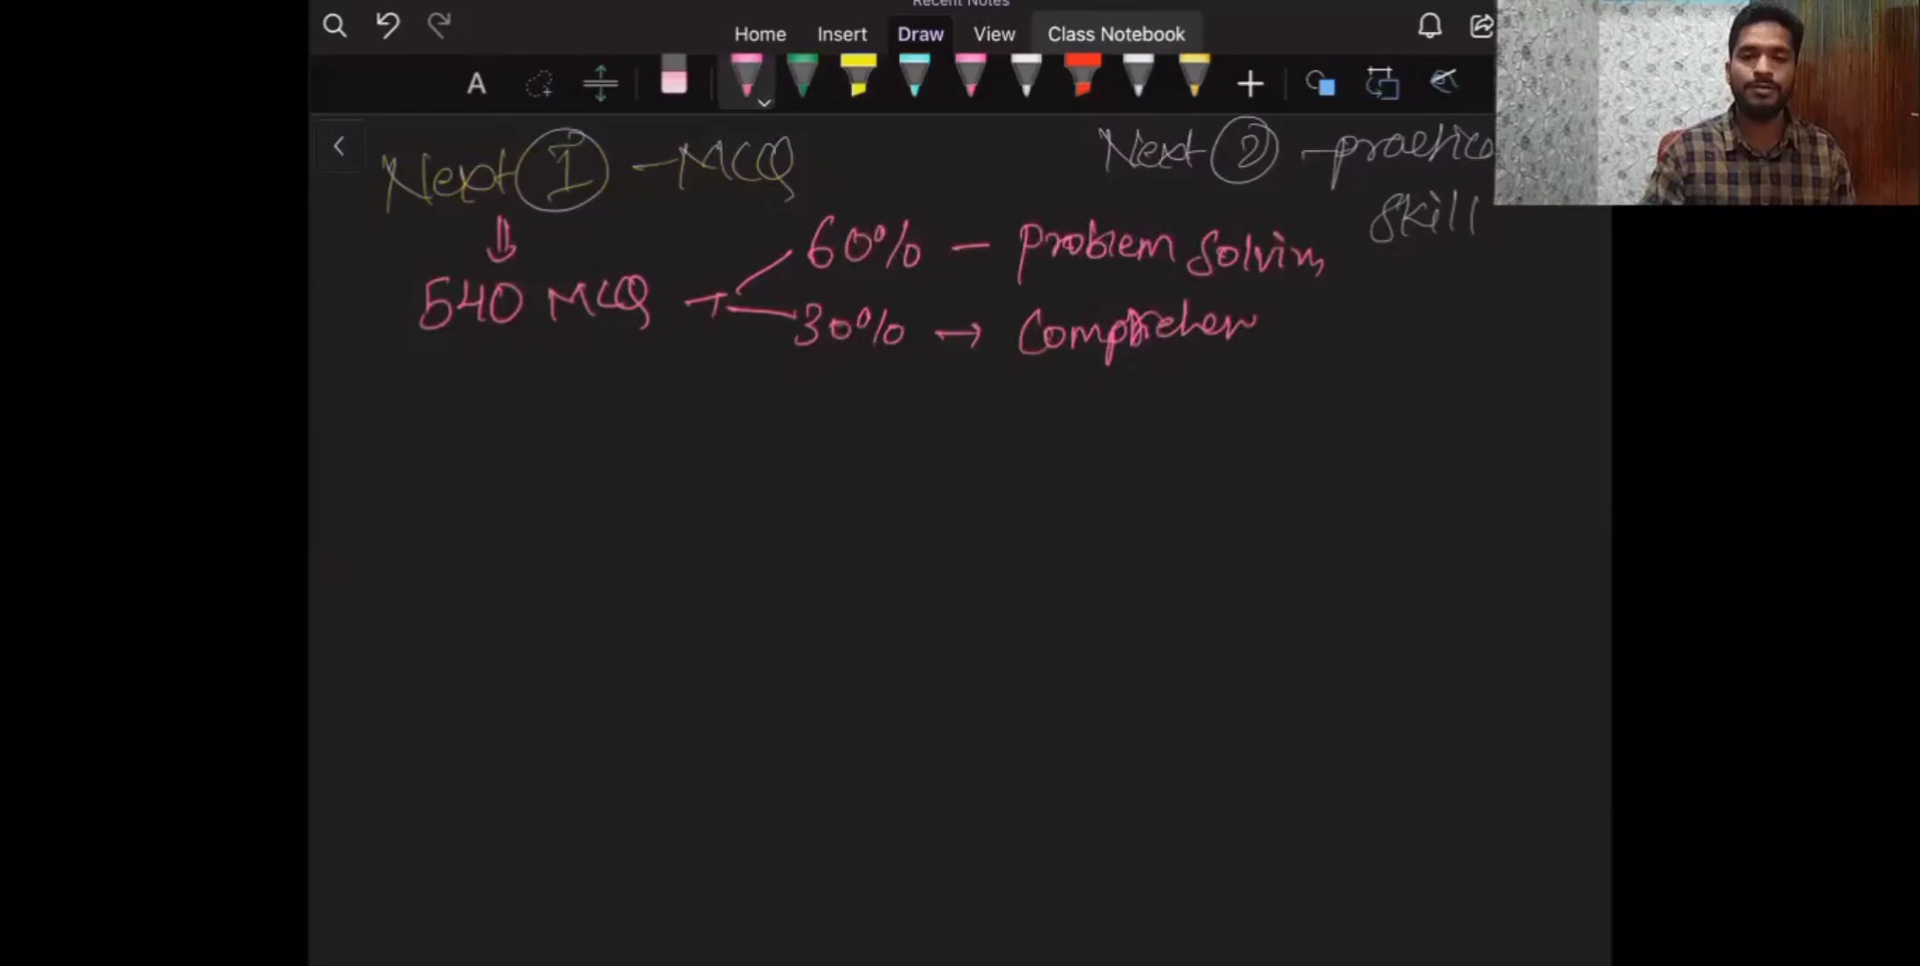 Recent Notes
Home Insert Draw View Class Notebook
A
Next 1 - MCQ
Next 2 - practica
skill
540 MCQ
60% - Problem Solving
30% → Comprehen